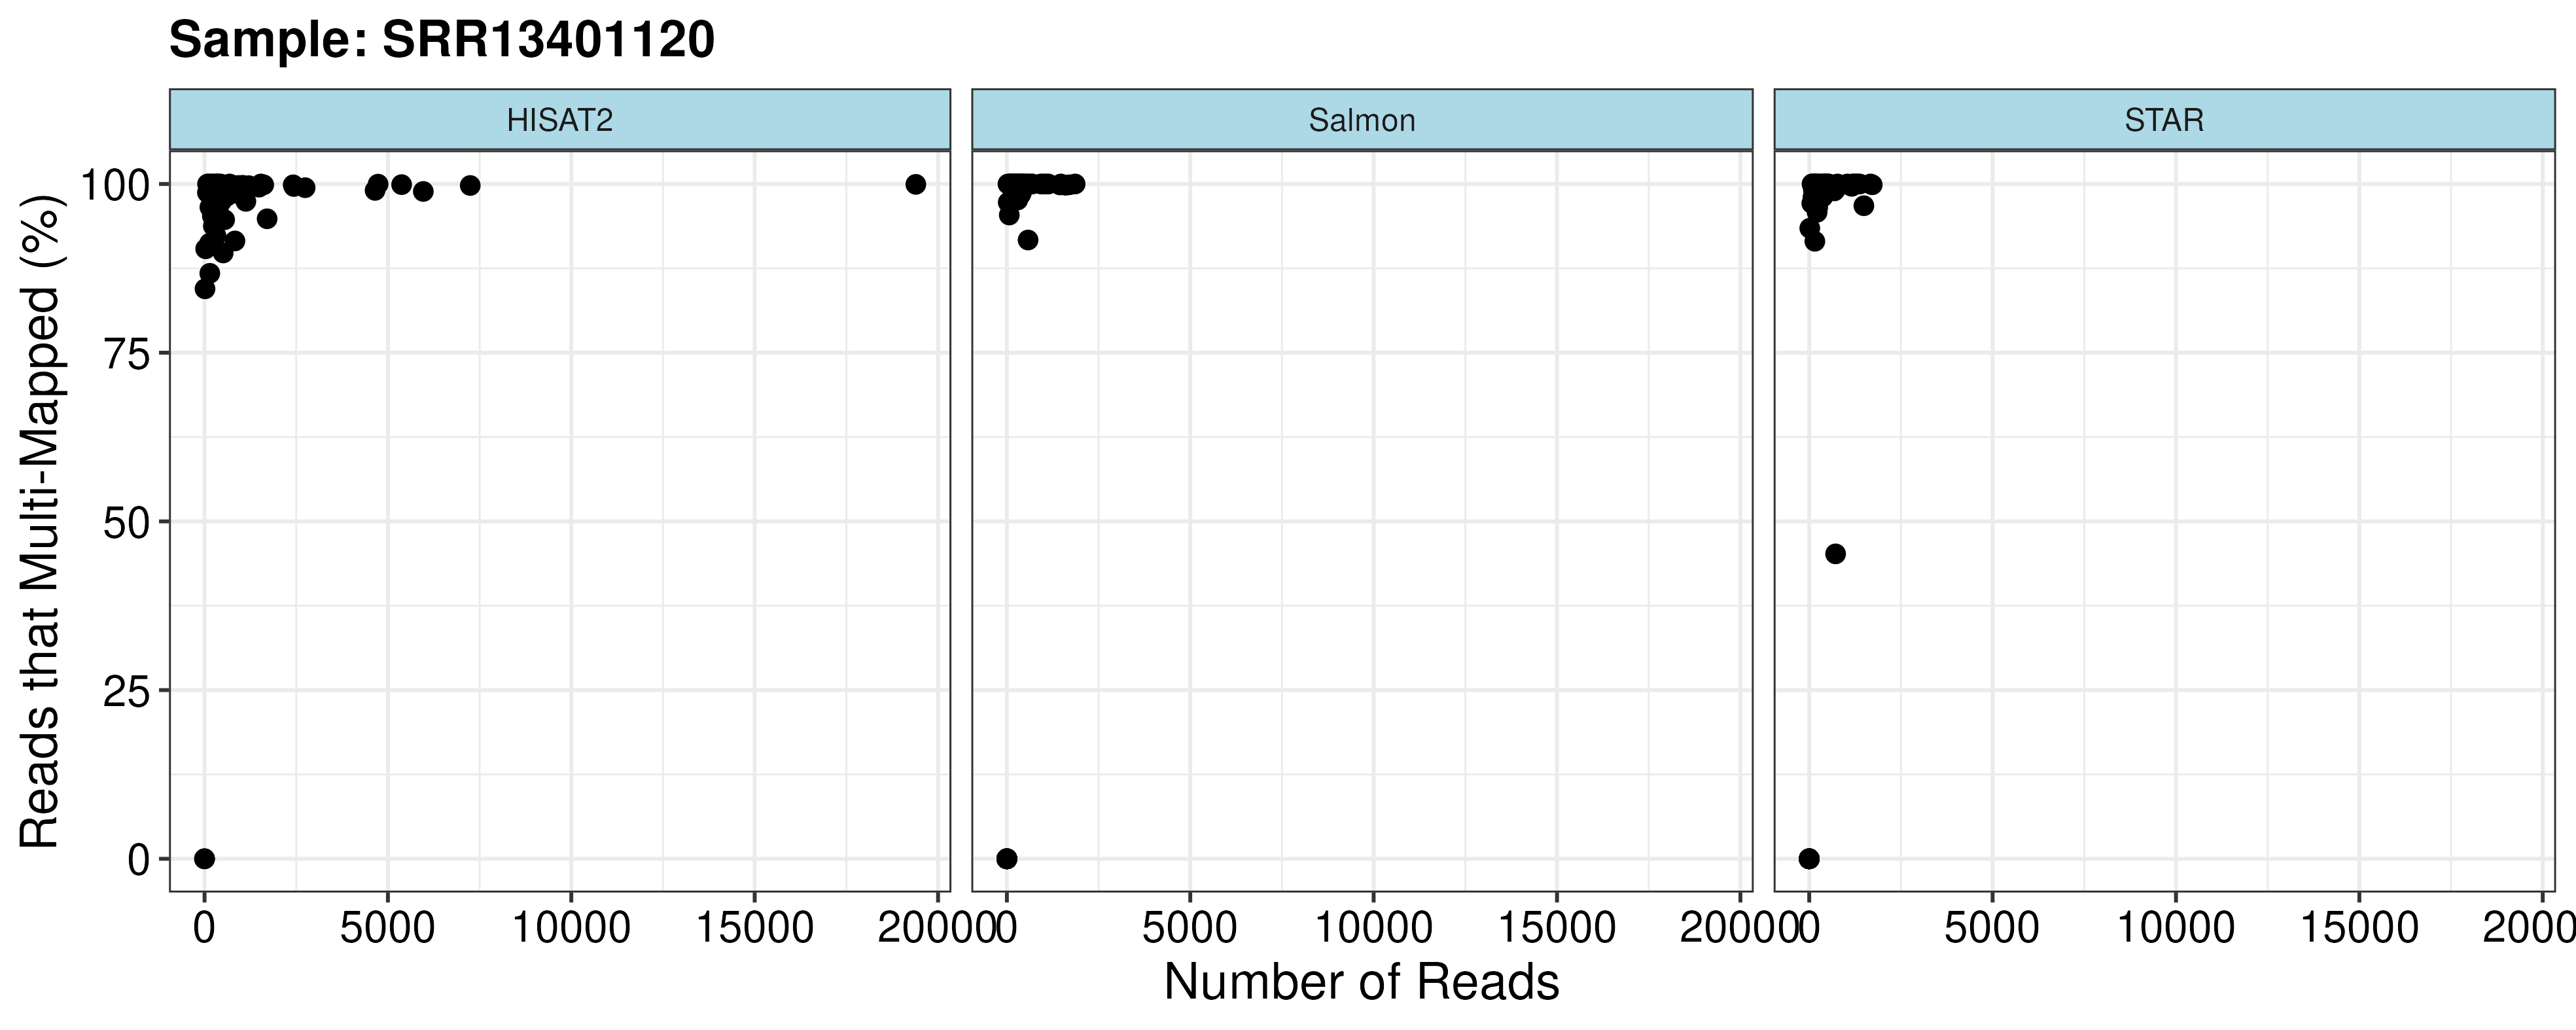 Sample: SRR13401120
HISAT2 Salmon STAR
Reads that Multi-Mapped (%)
100
75
50
25
0
0 5000 10000 15000 20000 0 5000 10000 15000 20000 0 5000 10000 15000 2000
Number of Reads